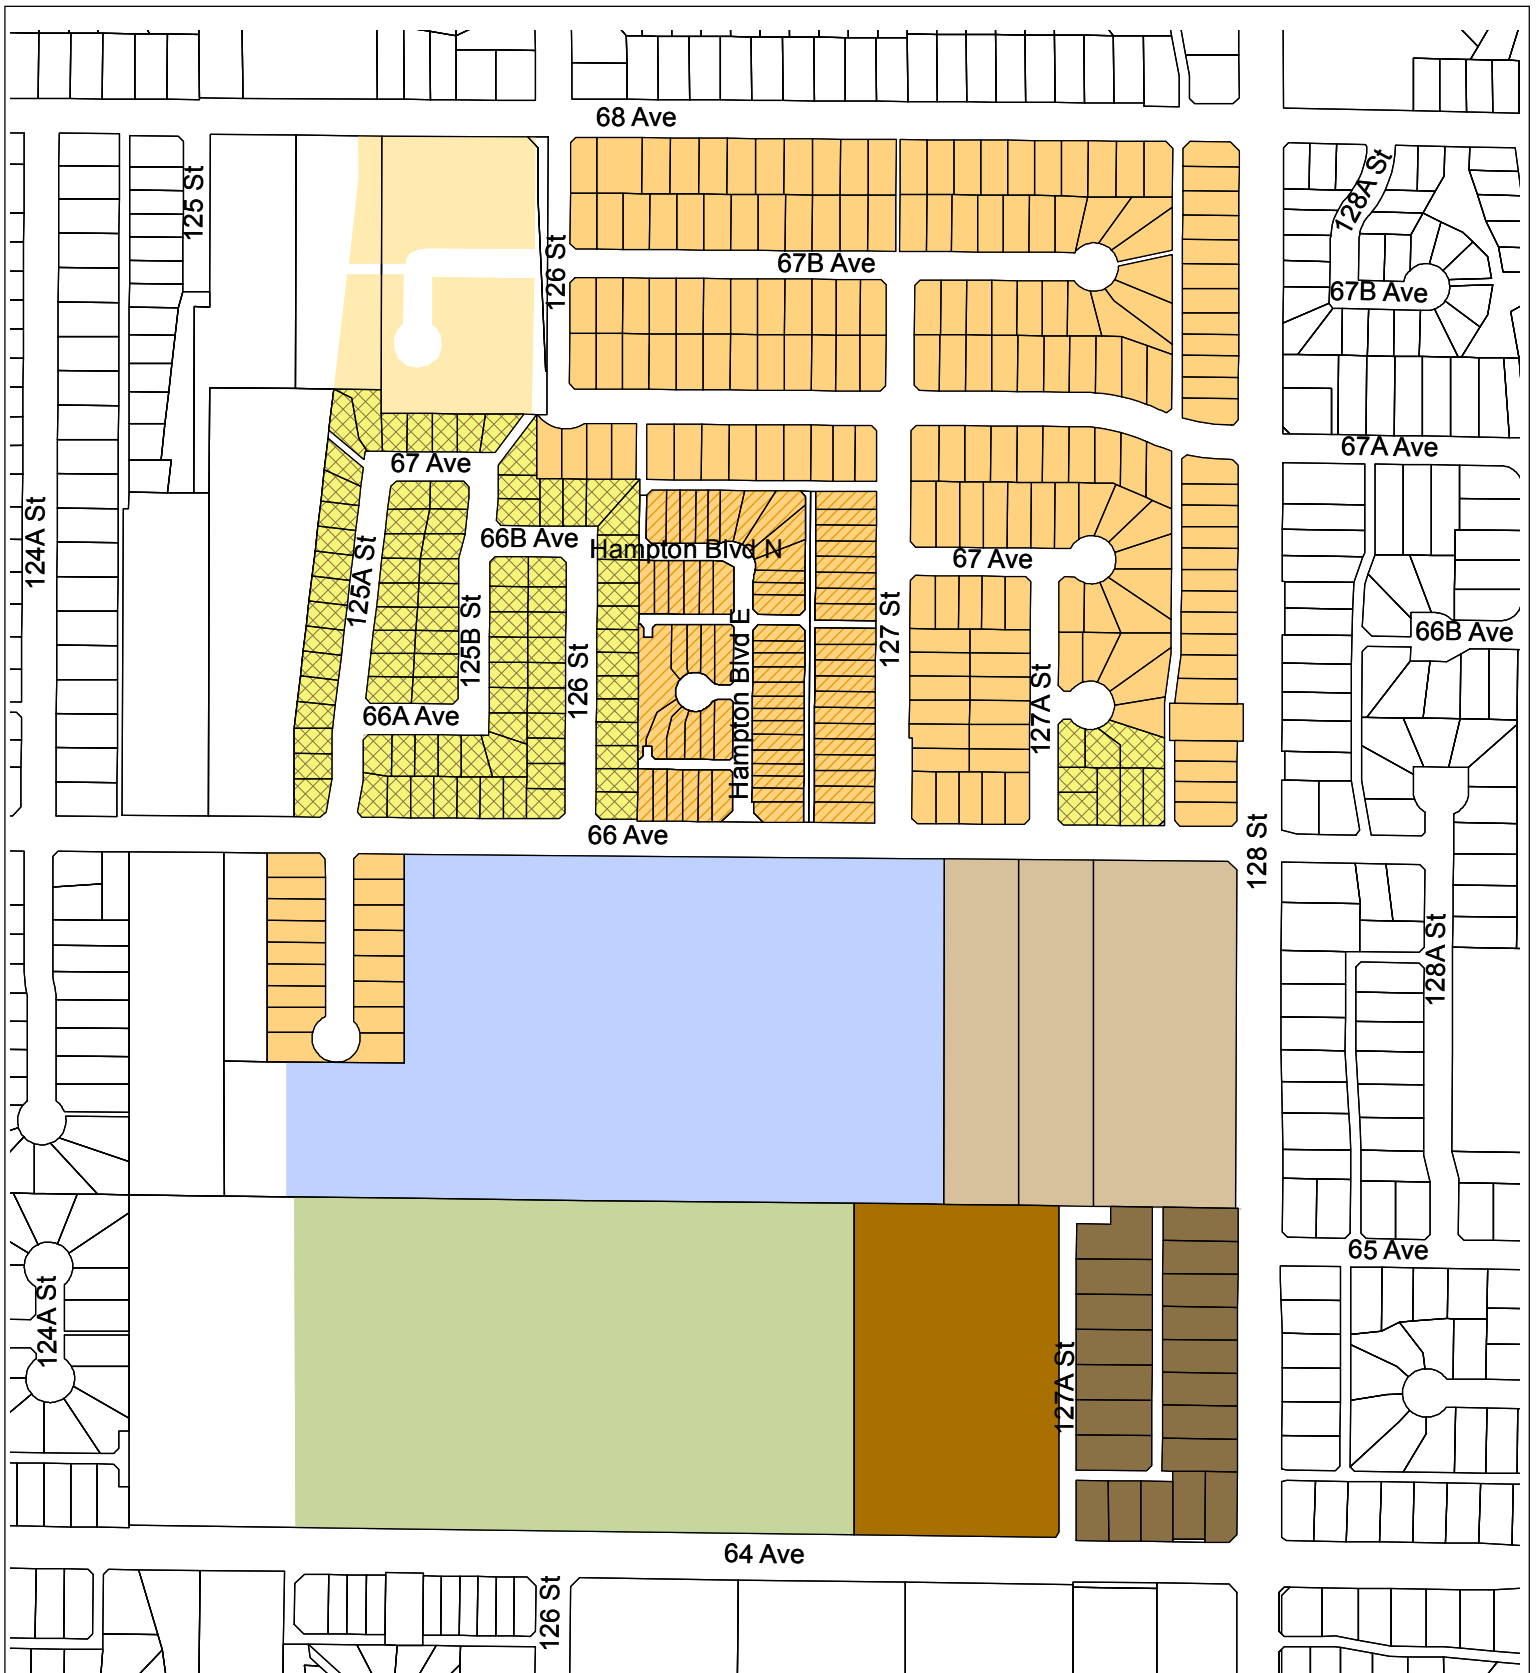 68 Ave
125 St
128A St
126 St
67B Ave
67B Ave
67A Ave
67 Ave
124A St
66B Ave
Hampton Blvd N
67 Ave
125A St
125B St
127 St
66B Ave
Hampton Blvd E
126 St
127A St
66A Ave
66 Ave
128 St
128A St
65 Ave
124A St
127A St
64 Ave
126 St